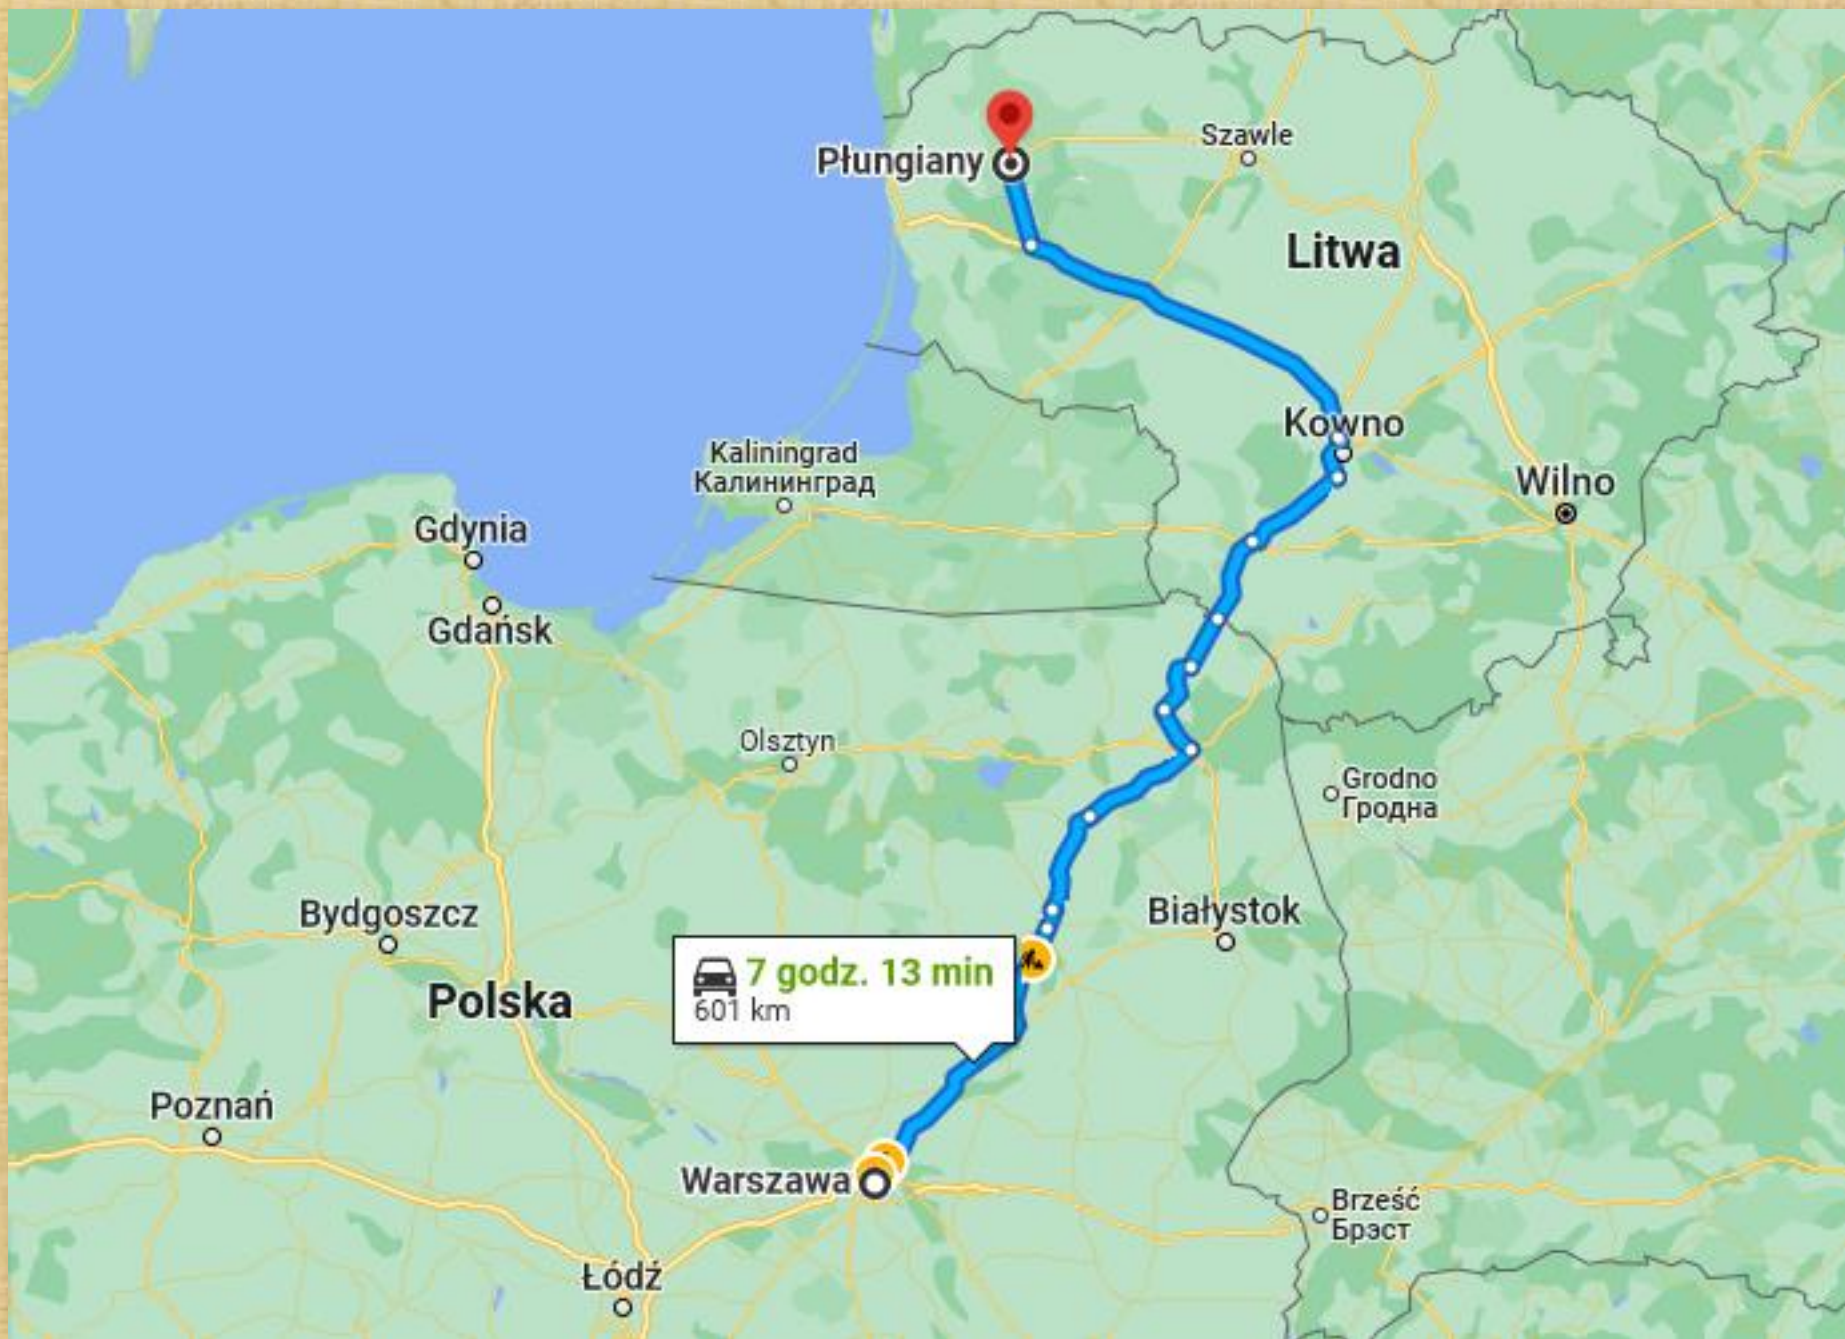 Szawle
Płungiany
Litwa
Kowno
Kaliningrad
Калининград
Wilno
Gdynia
Gdańsk
Olsztyn
Grodno
Гродна
Bydgoszcz
Białystok
7 godz. 13 min
601 km
Polska
Poznań
Warszawa
Brześć
Брэст
Łódź